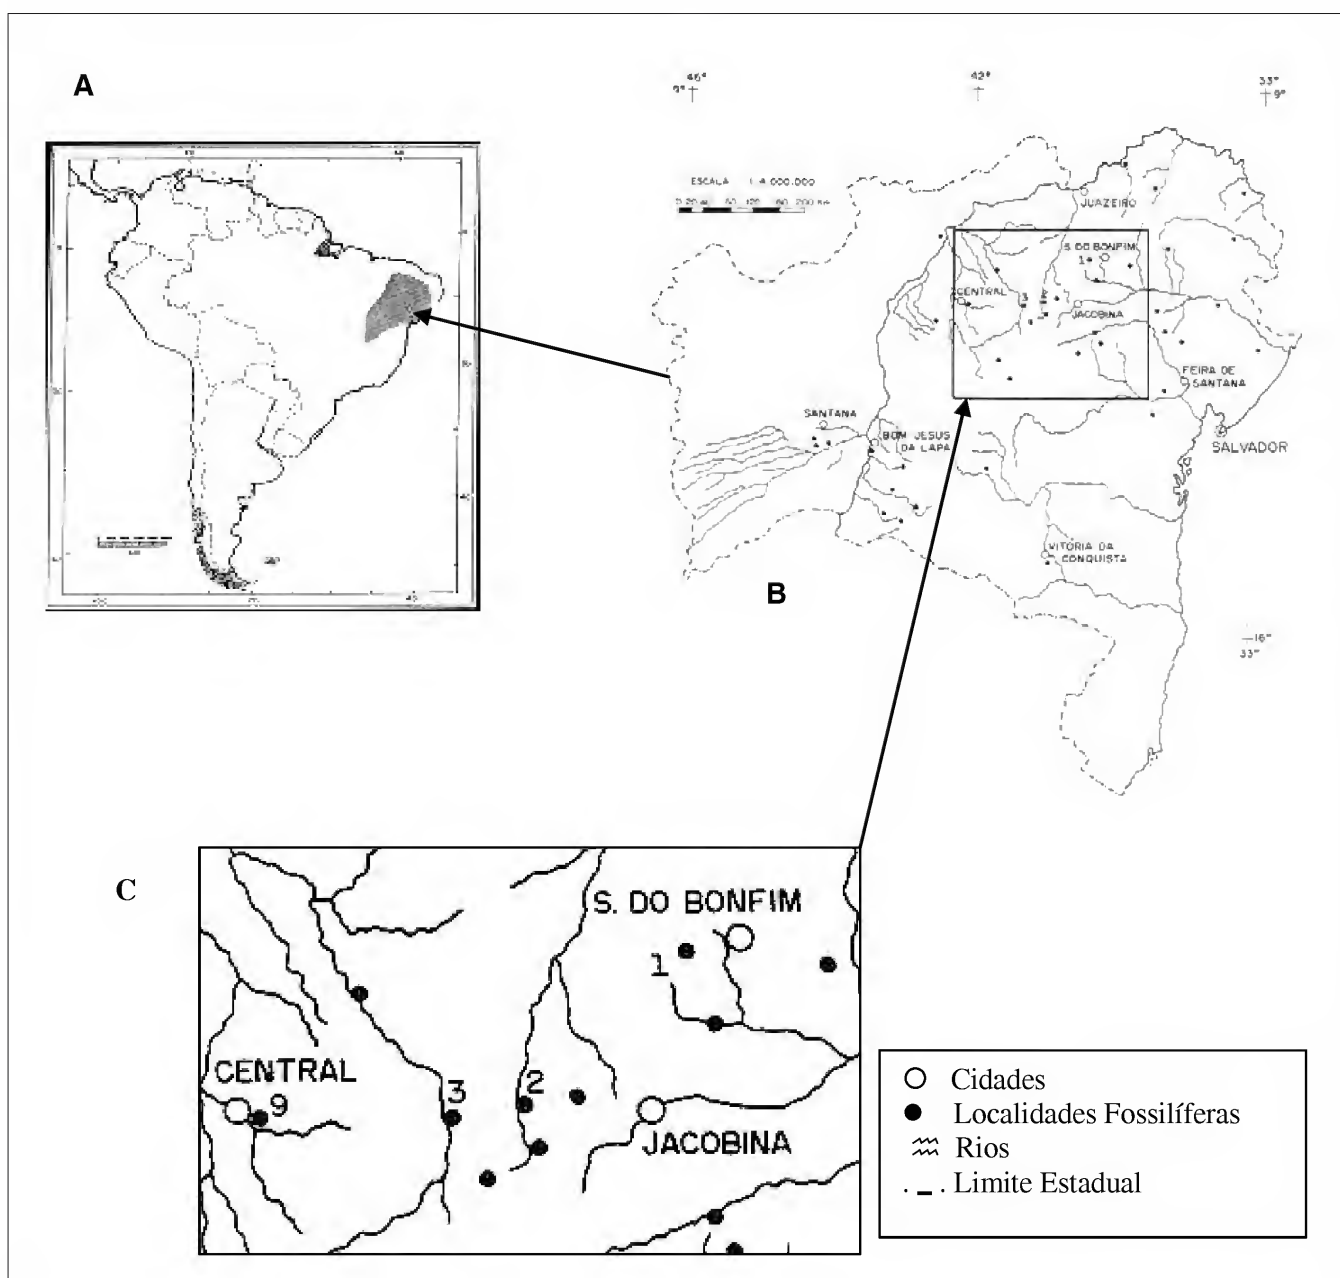 A
46°
9°
42°
33°
9°
ESCALA 1:4.000.000
JUAZEIRO
S. DO BONFIM
1
CENTRAL
3
JACOBINA
FEIRA DE
SANTANA
SANTANA
BOM JESUS
DA LAPA
SALVADOR
VITORIA DA
CONQUISTA
B
16°
33°
C
S. DO BONFIM
1
CENTRAL
9
3
2
JACOBINA
Cidades
Localidades Fossilíferas
Rios
Limite Estadual